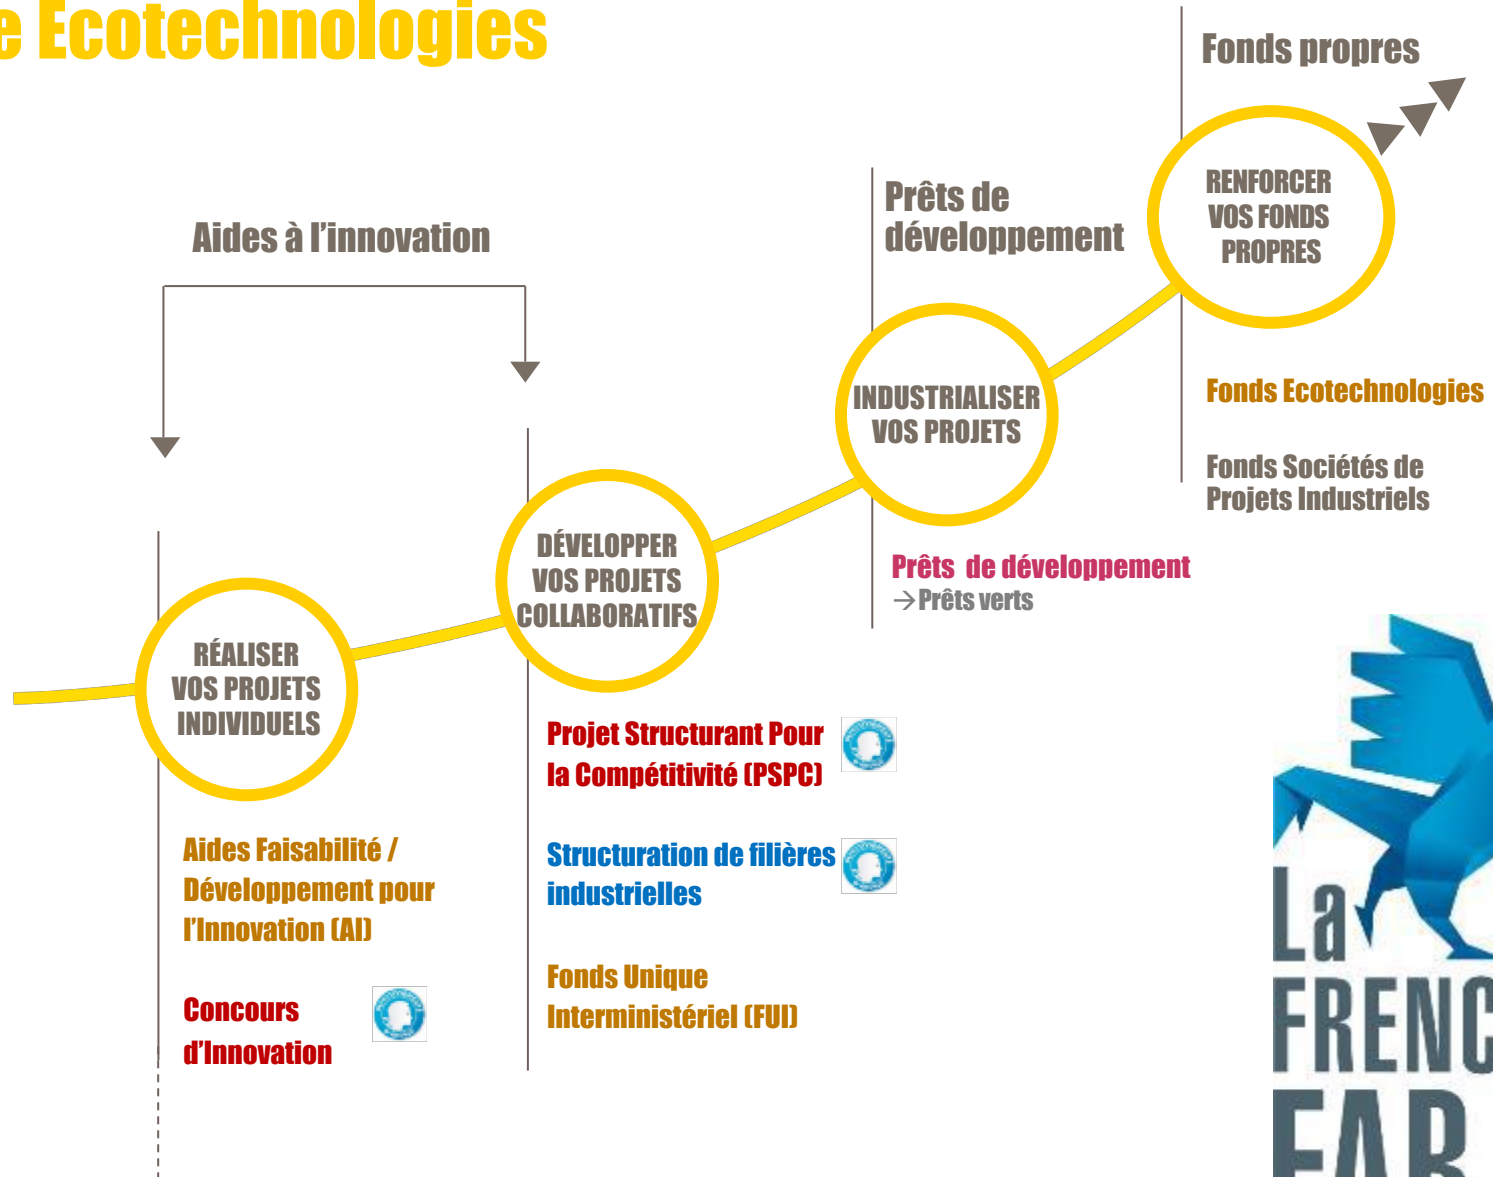 e Ecotechnologies
Fonds propres
RENFORCER
VOS FONDS
PROPRES
Prêts de
développement
Aides à l'innovation
INDUSTRIALISER
VOS PROJETS
Fonds Ecotechnologies
Fonds Sociétés de
Projets Industriels
DÉVELOPPER
VOS PROJETS
COLLABORATIFS
Prêts de développement
→Prêts verts
RÉALISER
VOS PROJETS
INDIVIDUELS
Projet Structurant Pour
la Compétitivité (PSPC)
Structuration de filières
industrielles
Fonds Unique
Interministériel (FUI)
Aides Faisabilité /
Développement pour
l'Innovation (AI)
Concours
d'Innovation
La
FRENC
FAB